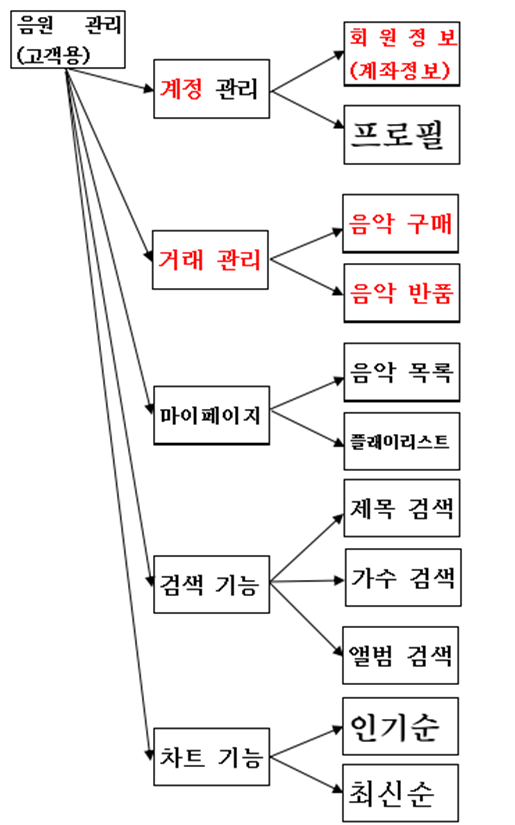 음원 관리
(고객용)
계정 관리
회 원 정 보
(계좌정보)
프로필
거래 관리
음악 구매
음악 반품
마이페이지
음악 목록
플래이리스트
검색 기능
제목 검색
가수 검색
앨범 검색
차트 기능
인기순
최신순